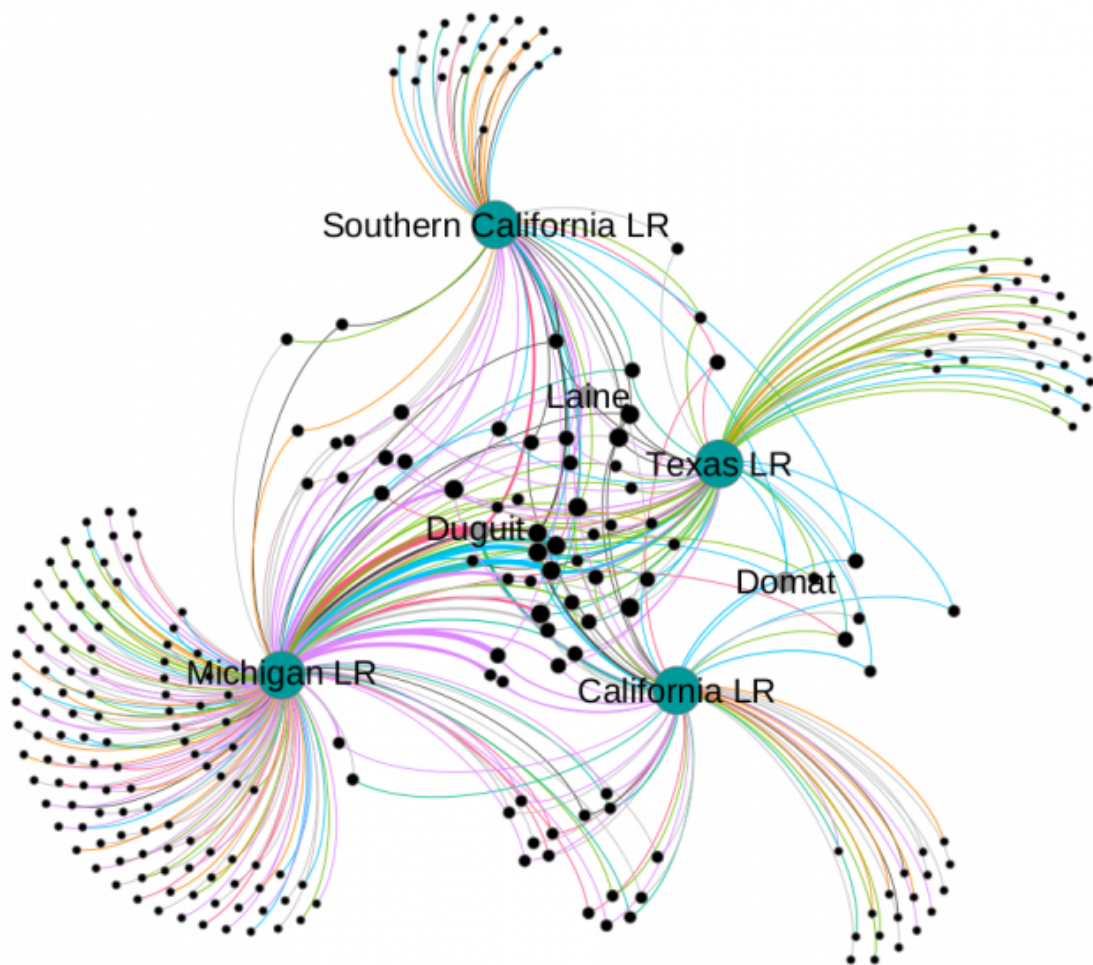 Southern California LR
Laine
Texas LR
Duguit
Domat
Michigan LR
California LR